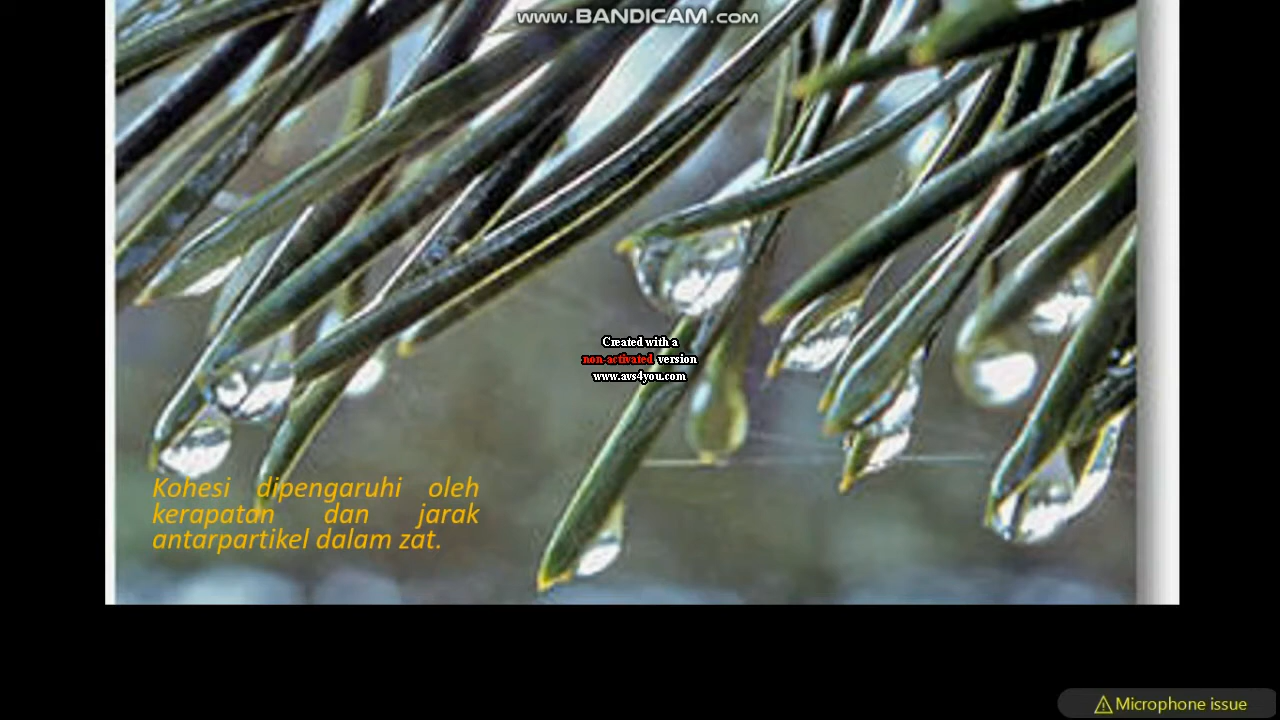 www.BANDICAM.com
Created with a
non-activated version
www.avs4you.com
Kohesi dipengaruhi oleh
kerapatan dan jarak
antarpartikel dalam zat.
Microphone issue